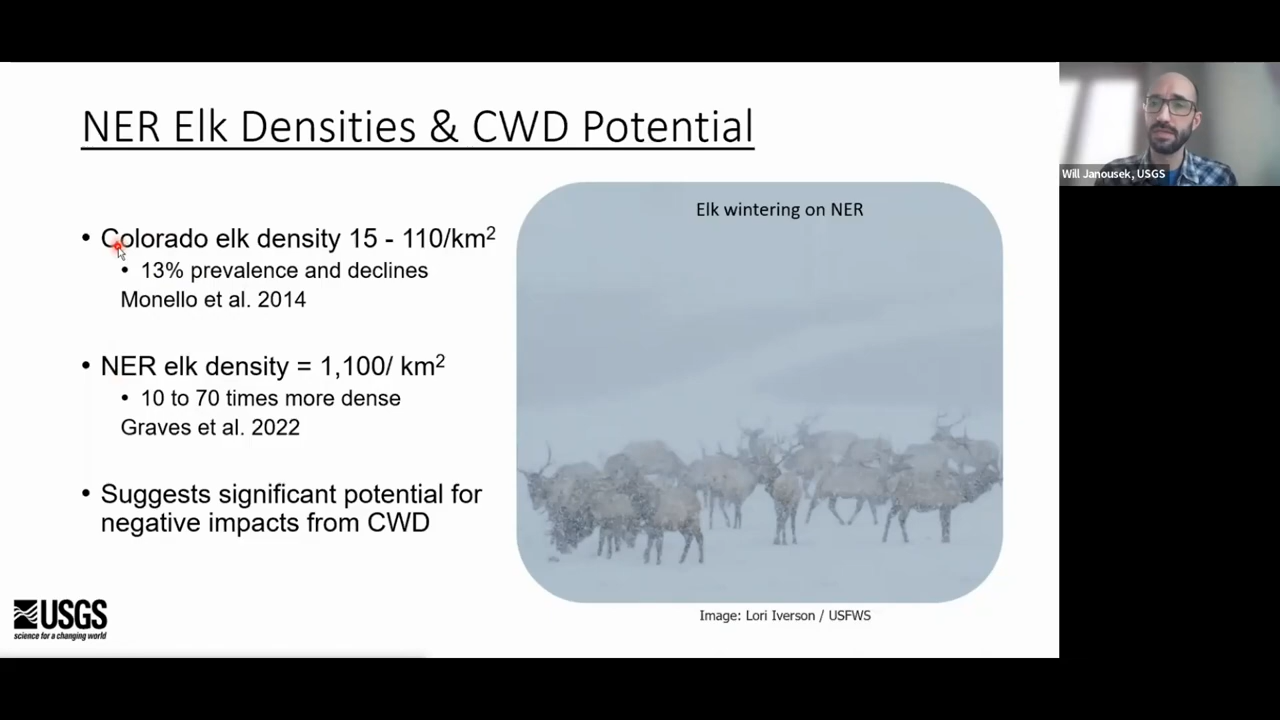 NER Elk Densities & CWD Potential
• Colorado elk density 15 - 110/km²
• 13% prevalence and declines
Monello et al. 2014
• NER elk density = 1,100/ km²
• 10 to 70 times more dense
Graves et al. 2022
• Suggests significant potential for
negative impacts from CWD
Elk wintering on NER
Image: Lori Iverson / USFWS
USGS
science for a changing world
Will Janousek, USGS